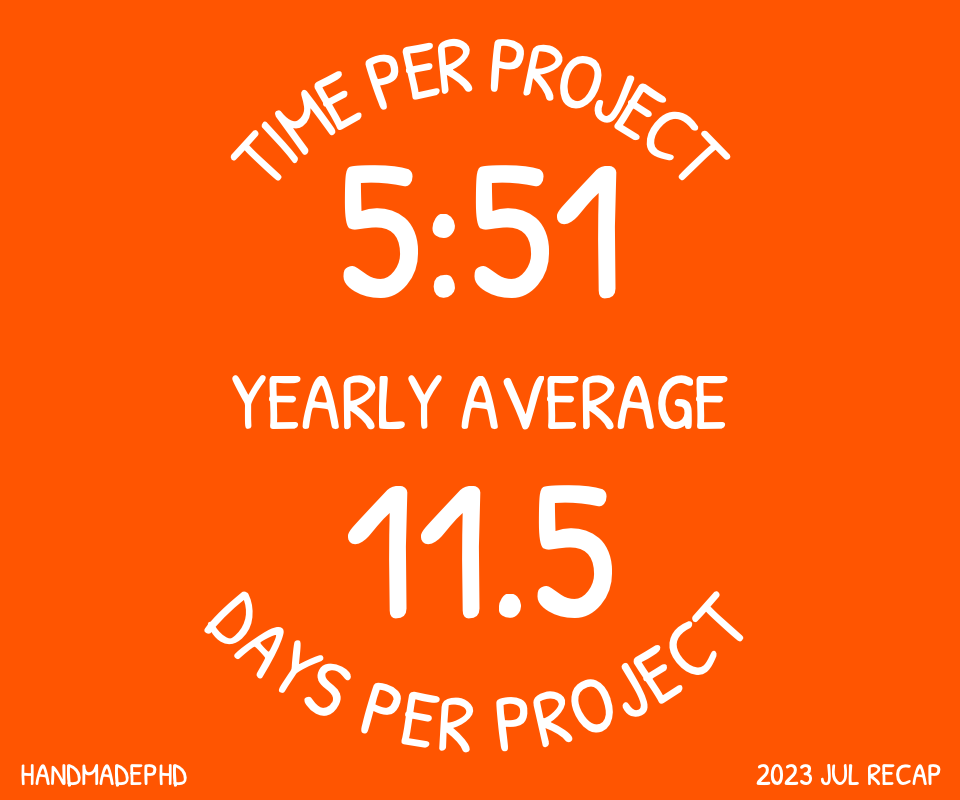 TIME PER PROJECT
5:51
YEARLY AVERAGE
11.5
DAYS PER PROJECT
HANDMADEPHD
2023 JUL RECAP